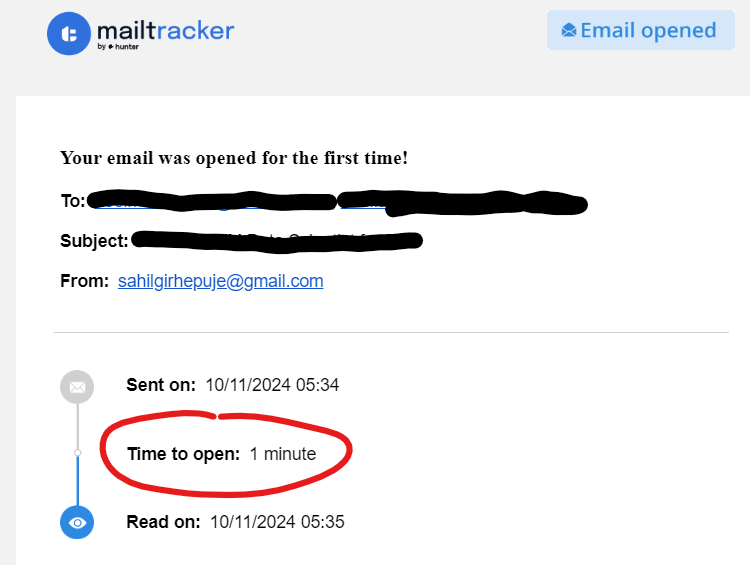 mailtracker
by hunter
Email opened
Your email was opened for the first time!
To:
Subject:
From: sahilgirhepuje@gmail.com
Sent on: 10/11/2024 05:34
Time to open: 1 minute
Read on: 10/11/2024 05:35